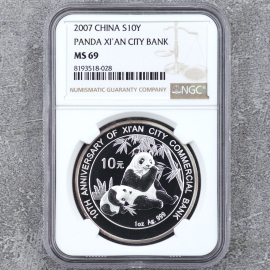 2007 CHINA S10Y
PANDA XI'AN CITY BANK
MS 69
8193518-028
NUMISMATIC GUARANTY COMPANY
NGC
10TH ANNIVERSARY OF XI'AN CITY COMMERCIAL BANK
10元
1oz Ag .999